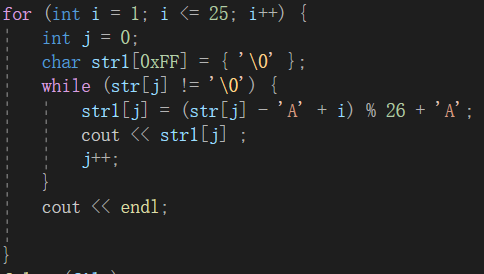 for (int i = 1; i <= 25; i++) {
int j = 0;
char str1[0xFF] = { '\0' };
while (str[j] != '\0') {
str1[j] = (str[j] - 'A' + i) % 26 + 'A';
cout << str1[j] ;
j++;
}
cout << endl;
}